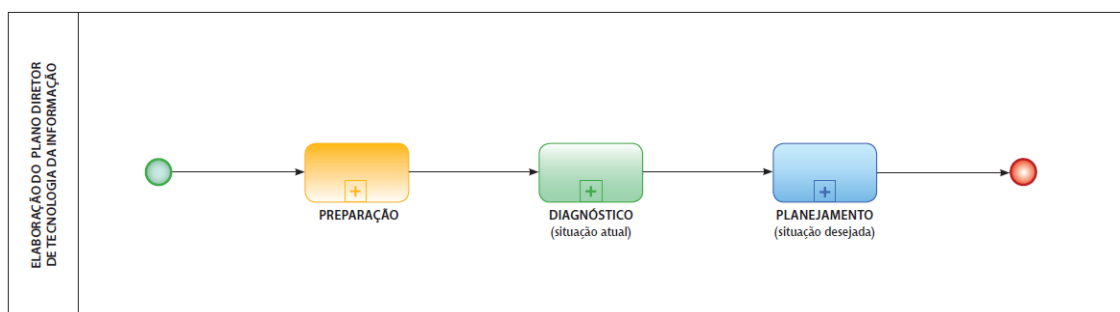 ELABORAÇÃO DO PLANO DIRETOR
DE TECNOLOGIA DA INFORMAÇÃO
PREPARAÇÃO
DIAGNÓSTICO
(situação atual)
PLANEJAMENTO
(situação desejada)